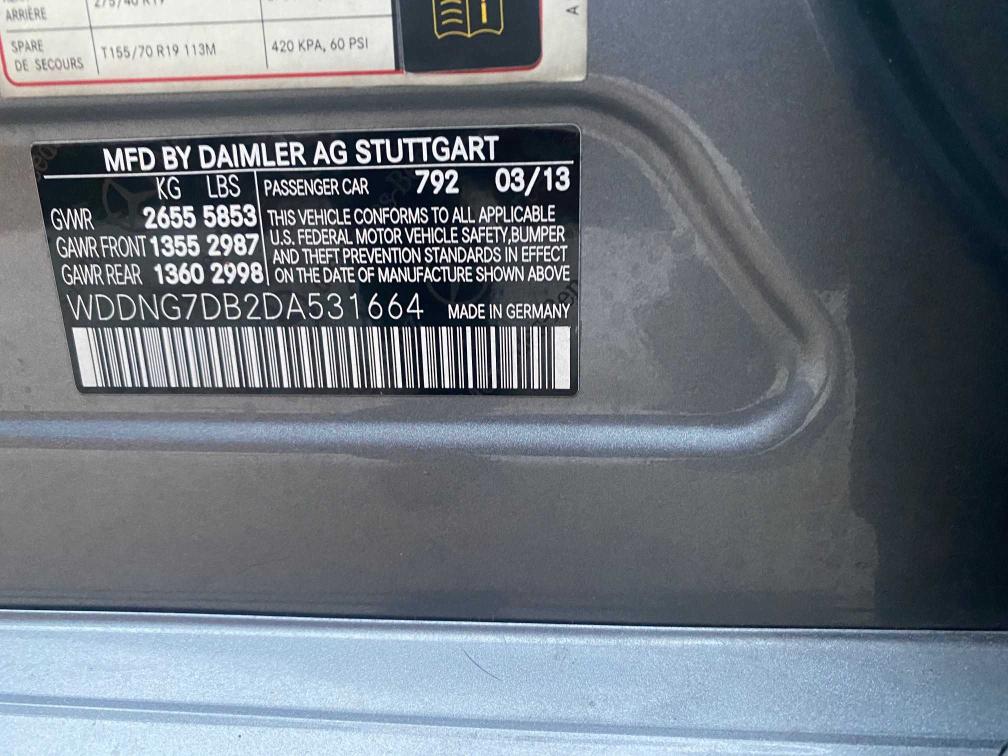 ARRIÈRE
275/40 R19
SPARE
DE SECOURS
T155/70 R19 113M
420 KPA, 60 PSI
A
MFD BY DAIMLER AG STUTTGART
KG LBS PASSENGER CAR 792 03/13
GVWR 2655 5853 THIS VEHICLE CONFORMS TO ALL APPLICABLE
GAWR FRONT 1355 2987 U.S. FEDERAL MOTOR VEHICLE SAFETY,BUMPER
AND THEFT PREVENTION STANDARDS IN EFFECT
GAWR REAR 1360 2998 ON THE DATE OF MANUFACTURE SHOWN ABOVE
WDDNG7DB2DA531664 MADE IN GERMANY